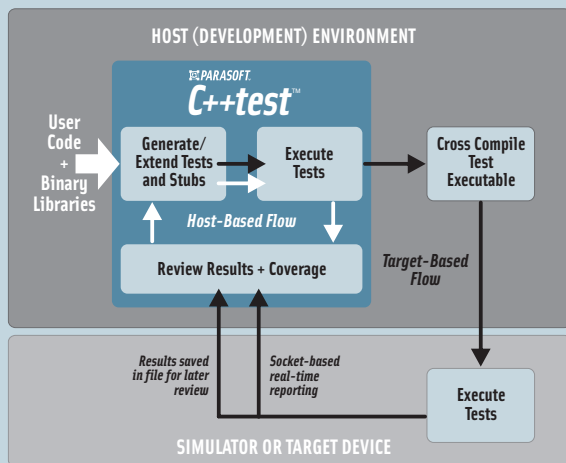 HOST (DEVELOPMENT) ENVIRONMENT
PARASOFT.
C++test™
User
Code
+
Binary
Libraries
Generate/
Extend Tests
and Stubs
Execute
Tests
Cross Compile
Test
Executable
Host-Based Flow
Review Results + Coverage
Target-Based
Flow
Results saved
in file for later
review
Socket-based
real-time
reporting
Execute
Tests
SIMULATOR OR TARGET DEVICE